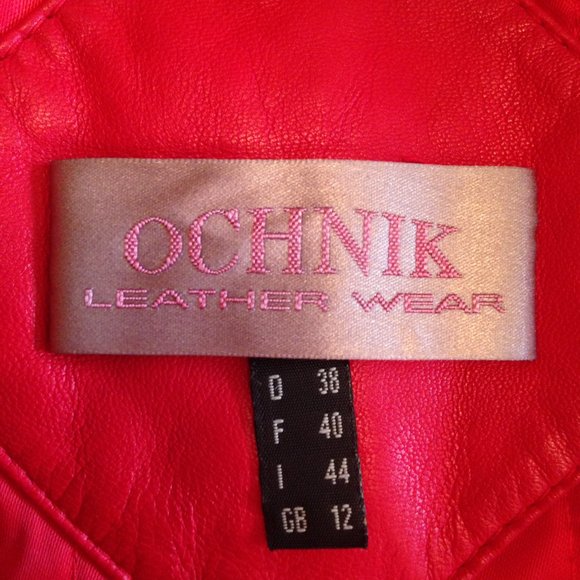 OCHNIK
LEATHER WEAR
D 38
F 40
I 44
GB 12